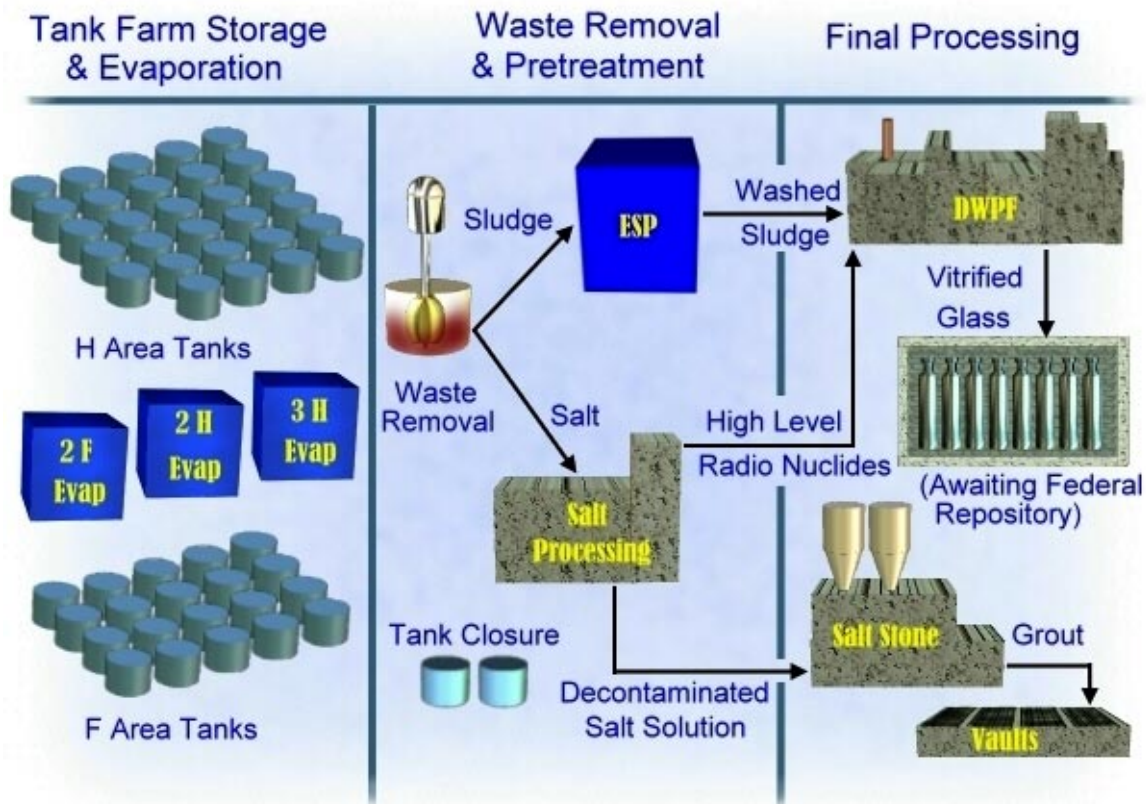 Tank Farm Storage
& Evaporation
H Area Tanks
2 F
Evap
2 H
Evap
3 H
Evap
F Area Tanks
Waste Removal
& Pretreatment
Sludge
ESP
Washed
Sludge
Waste
Removal
Salt
High Level
Radio Nuclides
Salt
Processing
Tank Closure
Decontaminated
Salt Solution
Final Processing
DWPF
Vitrified
Glass
(Awaiting Federal
Repository)
Salt Stone
Grout
Vaults